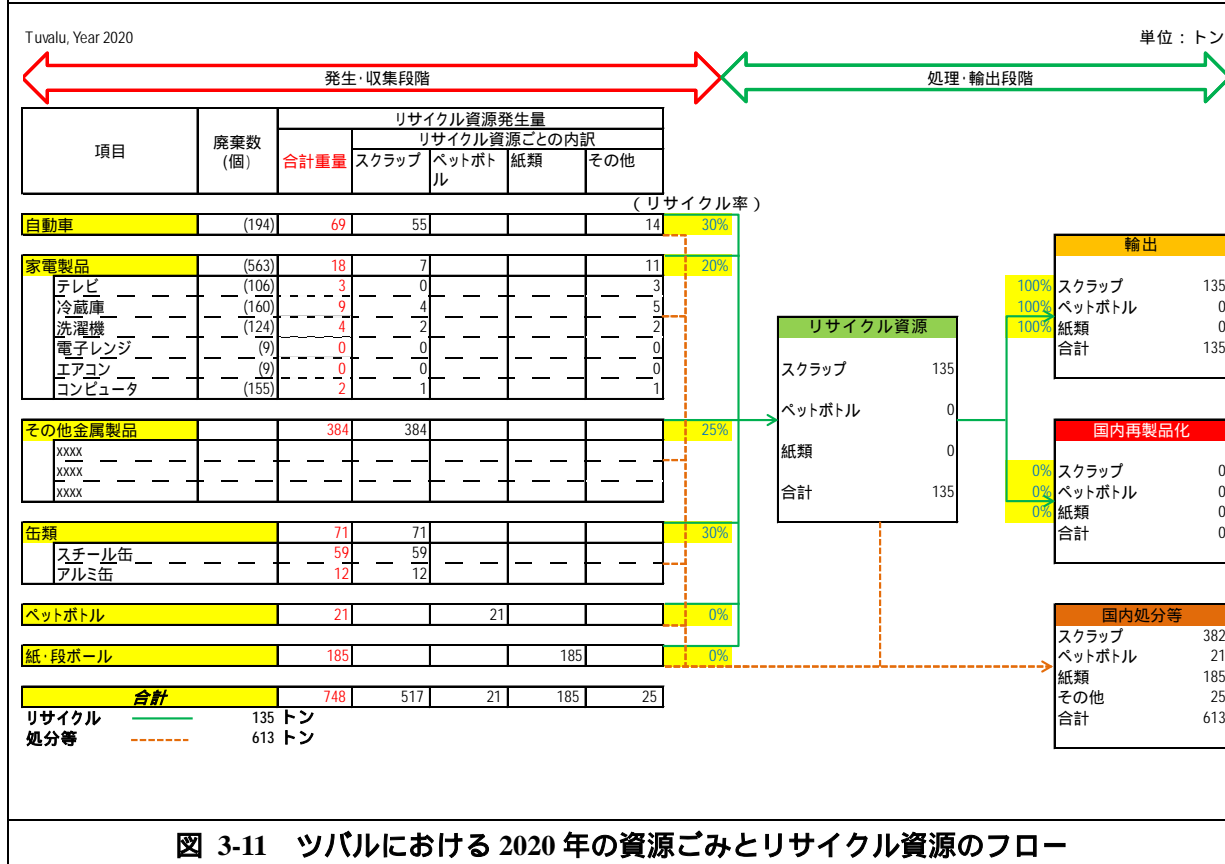 Tuvalu, Year 2020
単位：トン
発生･収集段階
処理･輸出段階
項目
廃棄数
(個)
リサイクル資源発生量
リサイクル資源ごとの内訳
合計重量 スクラップ ペットボト 紙類 その他
ル
（リサイクル率）
自動車 (194) 69 55 14 30%
家電製品 (563) 18 7 11 20%
テレビ (106) 3 0 3
冷蔵庫 (160) 9 4 5
洗濯機 (124) 4 2 2
電子レンジ (9) 0 0 0
エアコン (9) 0 0 0
コンピュータ (155) 2 1 1
その他金属製品 384 384 25%
xxxx
xxxx
xxxx
缶類 71 71 30%
スチール缶 59 59
アルミ缶 12 12
ペットボトル 21 21 0%
紙･段ボール 185 185 0%
合計 748 517 21 185 25
リサイクル 135 トン
処分等 613 トン
リサイクル資源
スクラップ 135
ペットボトル 0
紙類 0
合計 135
輸出
100% スクラップ 135
100% ペットボトル 0
100% 紙類 0
合計 135
国内再製品化
0% スクラップ 0
0% ペットボトル 0
0% 紙類 0
合計 0
国内処分等
スクラップ 382
ペットボトル 21
紙類 185
その他 25
合計 613
図 3-11 ツバルにおける 2020 年の資源ごみとリサイクル資源のフロー